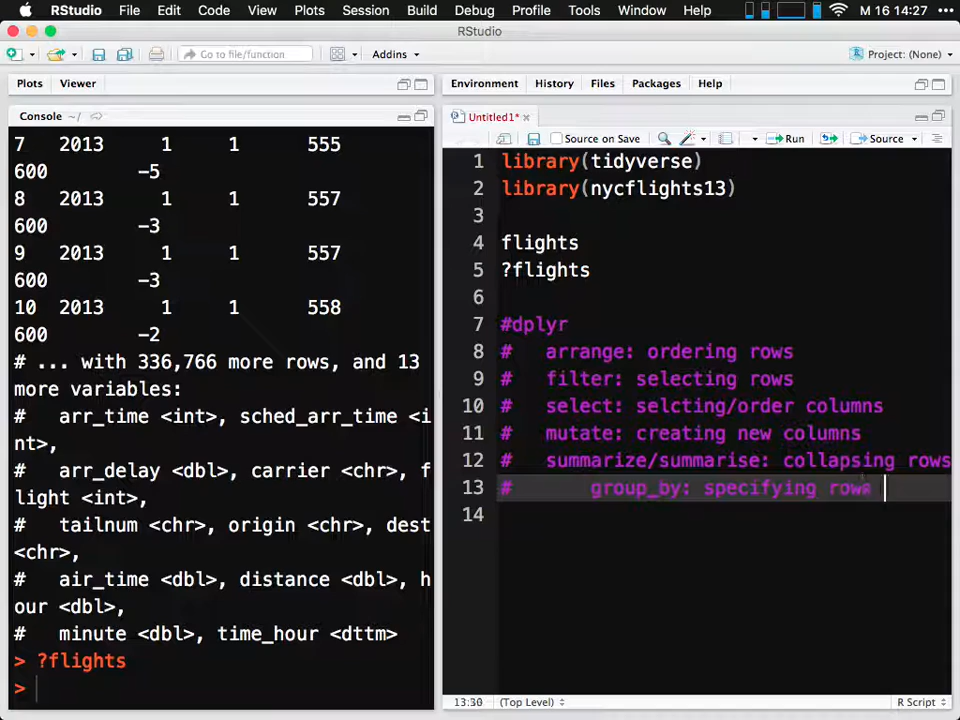 RStudio File Edit Code View Plots Session Build Debug Profile Tools Window Help M 16 14:27
RStudio
Go to file/function Addins Project: (None)
Plots Viewer
Console ~/
7 2013 1 1 555
600 -5
8 2013 1 1 557
600 -3
9 2013 1 1 557
600 -3
10 2013 1 1 558
600 -2
# ... with 336,766 more rows, and 13
more variables:
# arr_time <int>, sched_arr_time <i
nt>,
# arr_delay <dbl>, carrier <chr>, f
light <int>,
# tailnum <chr>, origin <chr>, dest
<chr>,
# air_time <dbl>, distance <dbl>, h
our <dbl>,
# minute <dbl>, time_hour <dttm>
> ?flights
>
Environment History Files Packages Help
Untitled1*
Source on Save Run Source
1 library(tidyverse)
2 library(nycflights13)
3
4 flights
5 ?flights
6
7 #dplyr
8 # arrange: ordering rows
9 # filter: selecting rows
10 # select: selcting/order columns
11 # mutate: creating new columns
12 # summarize/summarise: collapsing rows
13 # group_by: specifying rows
14
13:30 (Top Level) R Script